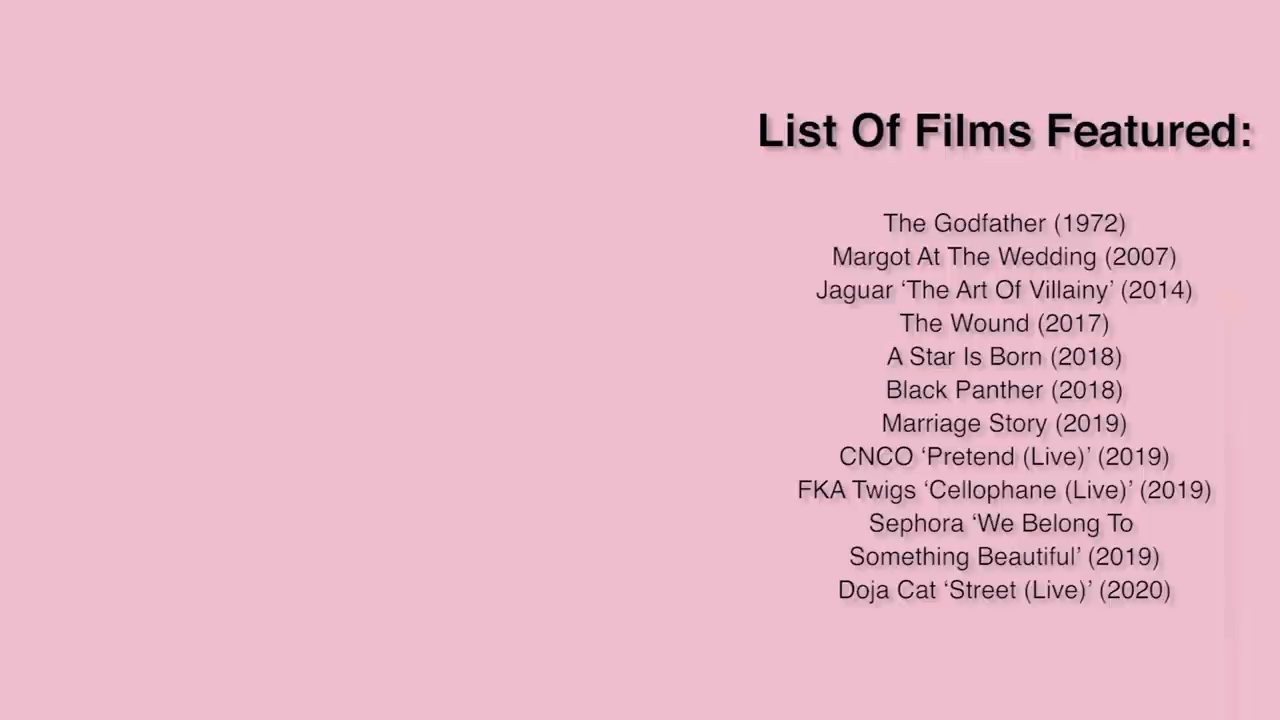 List Of Films Featured:
The Godfather (1972)
Margot At The Wedding (2007)
Jaguar ‘The Art Of Villainy’ (2014)
The Wound (2017)
A Star Is Born (2018)
Black Panther (2018)
Marriage Story (2019)
CNCO ‘Pretend (Live)’ (2019)
FKA Twigs ‘Cellophane (Live)’ (2019)
Sephora ‘We Belong To
Something Beautiful’ (2019)
Doja Cat ‘Street (Live)’ (2020)